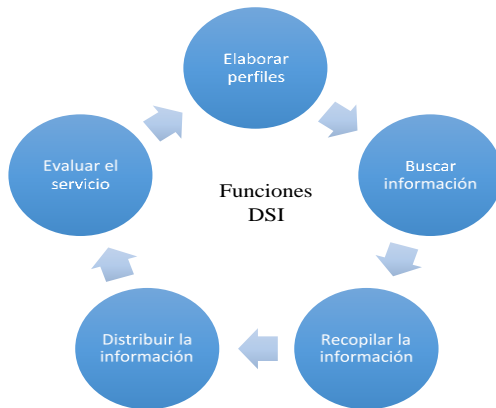 Elaborar
perfiles
Buscar
información
Recopilar la
información
Distribuir la
información
Evaluar el
servicio
Funciones
DSI